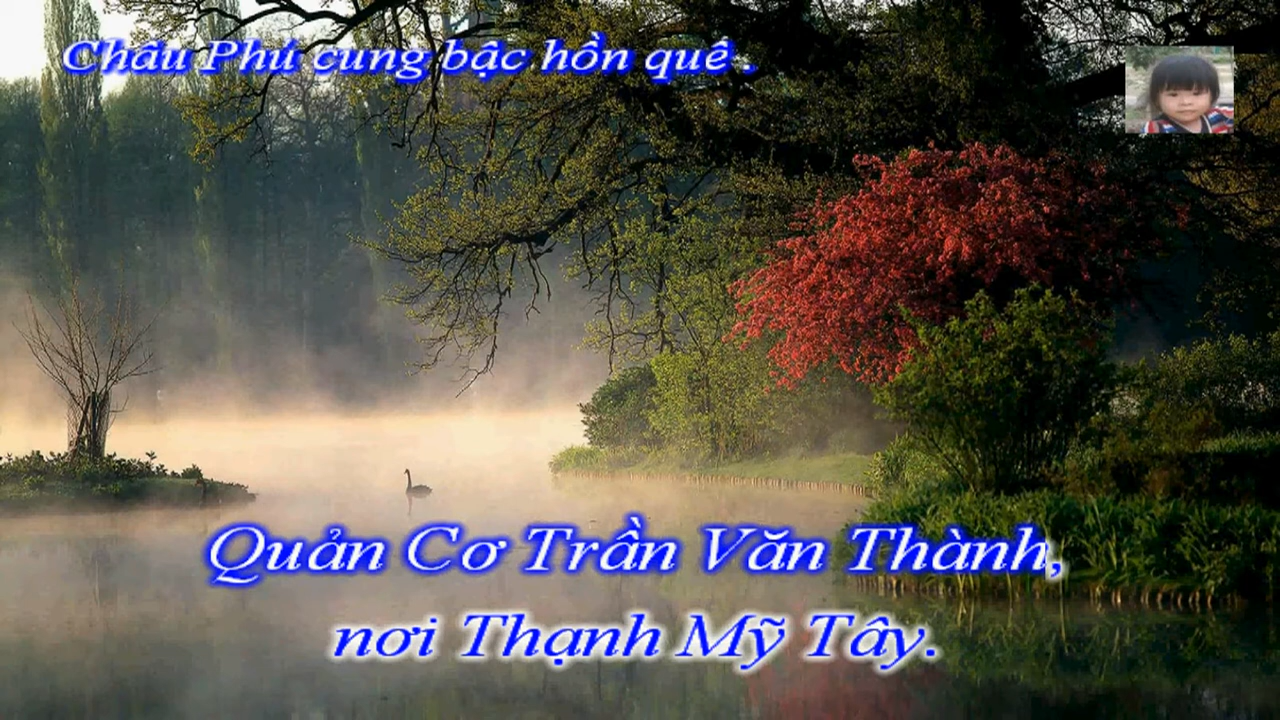 Châu Phú cung bậc hồn quê .
Quản Cơ Trần Văn Thành,
nơi Thạnh Mỹ Tây.